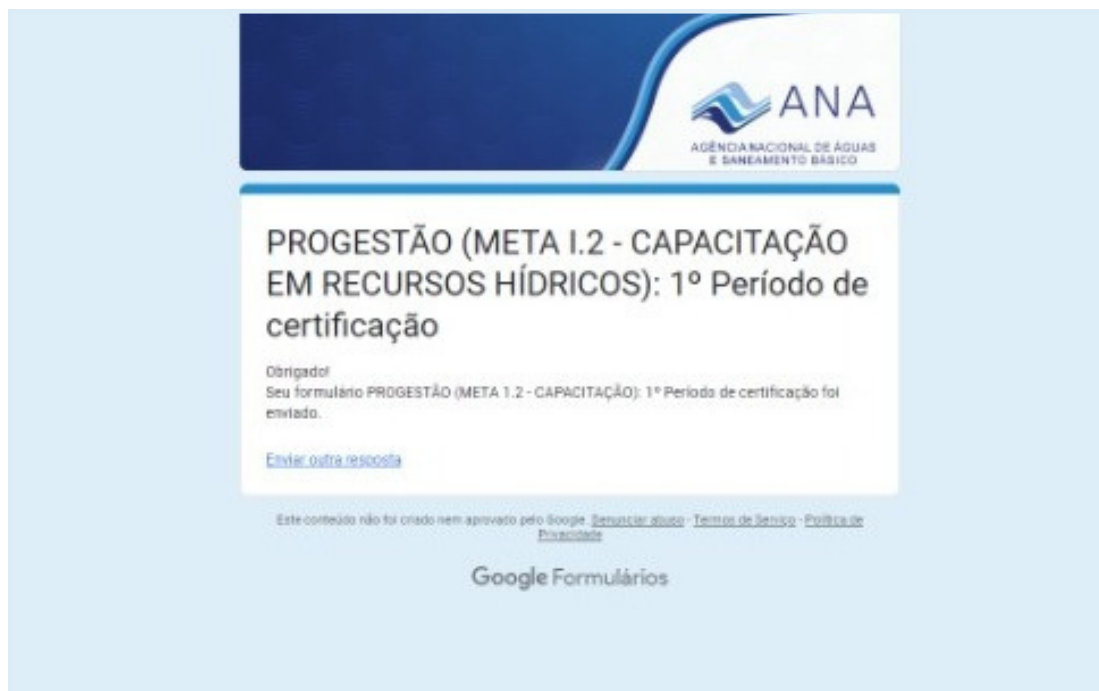 ANA
AGÊNCIA NACIONAL DE ÁGUAS
E SANEAMENTO BÁSICO
PROGESTÃO (META I.2 - CAPACITAÇÃO
EM RECURSOS HÍDRICOS): 1º Período de
certificação
Obrigado!
Seu formulário PROGESTÃO (META 1.2 - CAPACITAÇÃO): 1º Período de certificação foi
enviado.
Enviar outra resposta
Este conteúdo não foi criado nem aprovado pelo Google. Denunciar abuso - Termos de Serviço - Política de
Privacidade
Google Formulários